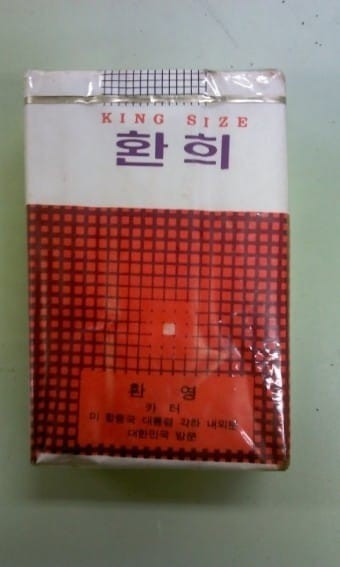 KING SIZE
환희
환 영
카 터
미 합중국 대통령 각하 내외분
대한민국 방문